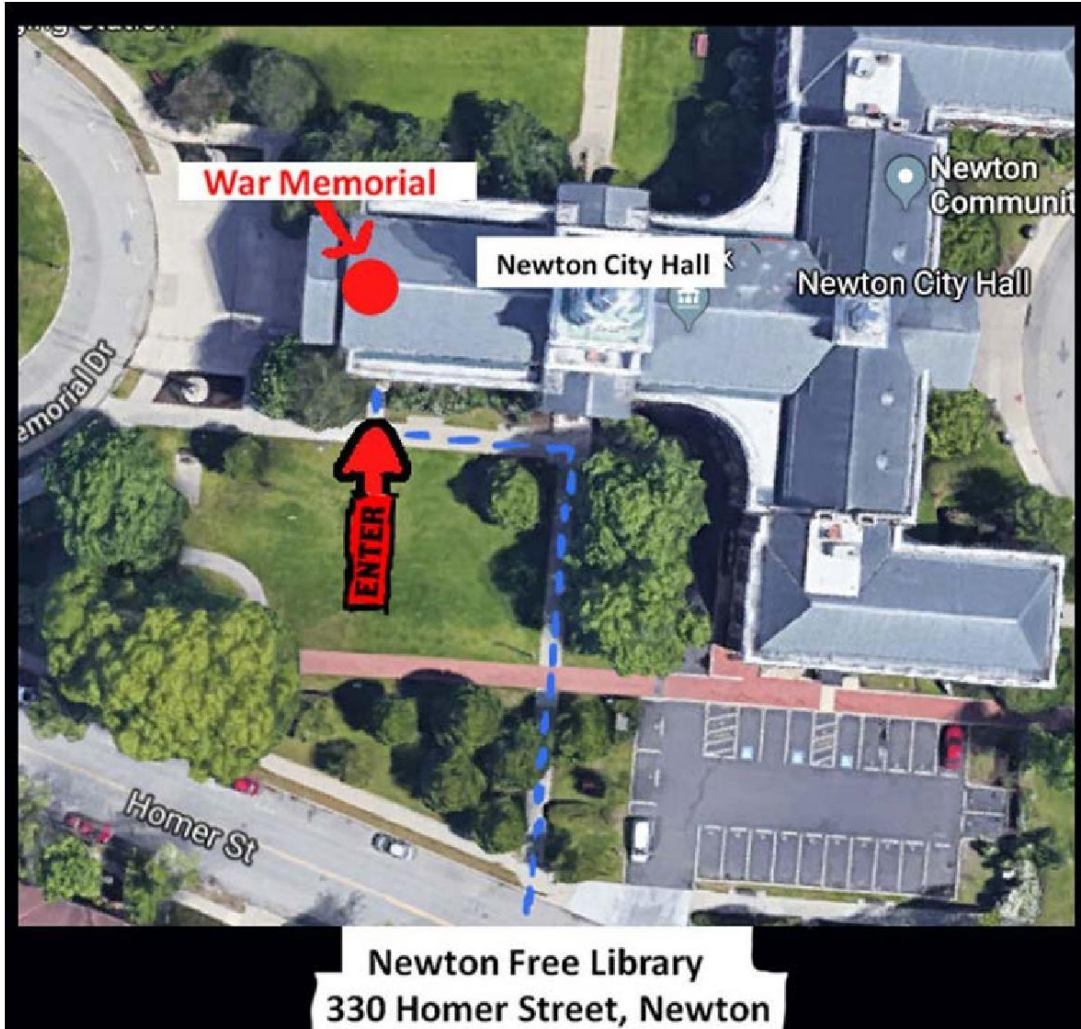 War Memorial
Newton
Communit
Newton City Hall
Newton City Hall
emorial Dr
ENTER
Homer St
Newton Free Library
330 Homer Street, Newton